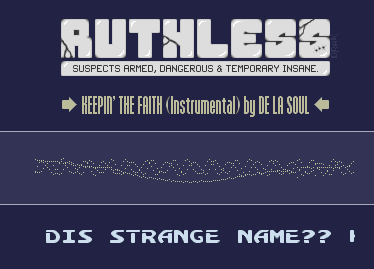 RUTHLESS
SUSPECTS ARMED, DANGEROUS & TEMPORARY INSANE.
KEEPIN' THE FAITH (Instrumental) by DE LA SOUL
DIS STRANGE NAME??